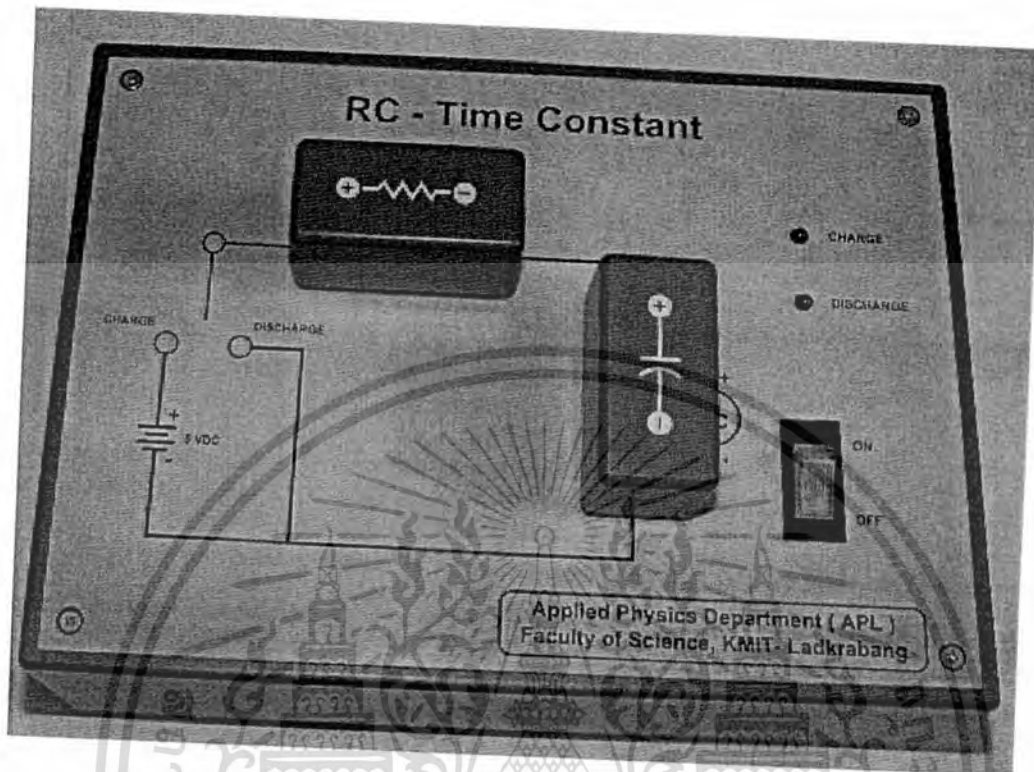 RC - Time Constant
CHARGE
DISCHARGE
CHARGE
DISCHARGE
+
5 VDC
-
+
C
ON
OFF
Applied Physics Department ( APL )
Faculty of Science, KMIT- Ladkrabang